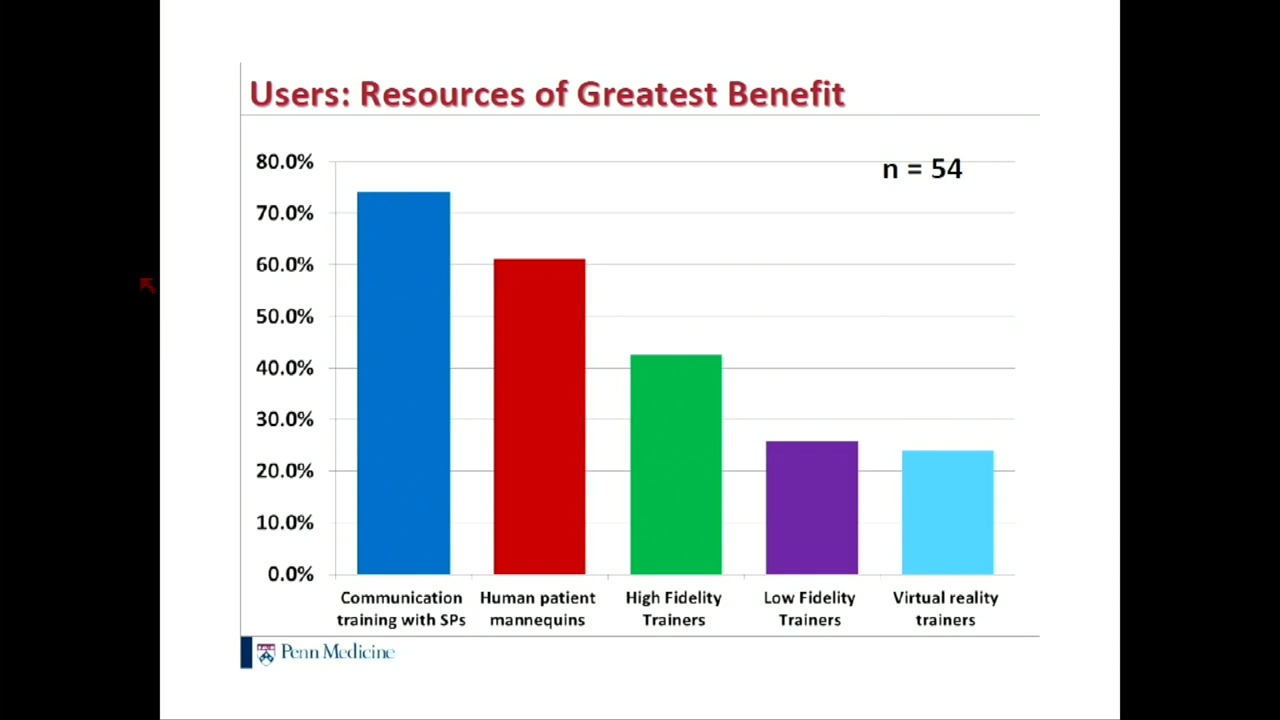 Users: Resources of Greatest Benefit
n = 54
80.0%
70.0%
60.0%
50.0%
40.0%
30.0%
20.0%
10.0%
0.0%
Communication training with SPs
Human patient mannequins
High Fidelity Trainers
Low Fidelity Trainers
Virtual reality trainers
Penn Medicine